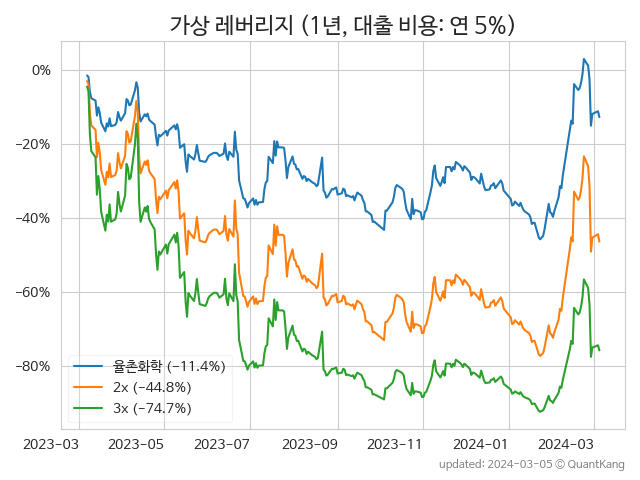 가상 레버리지 (1년, 대출 비용: 연 5%)
0%
−20%
−40%
−60%
−80%
율촌화학 (−11.4%)
2x (−44.8%)
3x (−74.7%)
2023−03 2023−05 2023−07 2023−09 2023−11 2024−01 2024−03
updated: 2024−03−05 © QuantKang